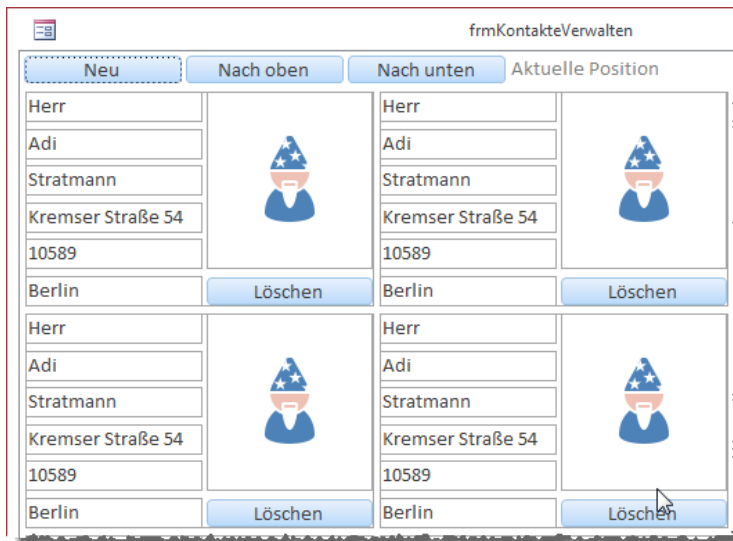 frmKontakteVerwalten
Neu Nach oben Nach unten Aktuelle Position
Herr
Adi
Stratmann
Kremser Straße 54
10589
Berlin
Löschen
Herr
Adi
Stratmann
Kremser Straße 54
10589
Berlin
Löschen
Herr
Adi
Stratmann
Kremser Straße 54
10589
Berlin
Löschen
Herr
Adi
Stratmann
Kremser Straße 54
10589
Berlin
Löschen